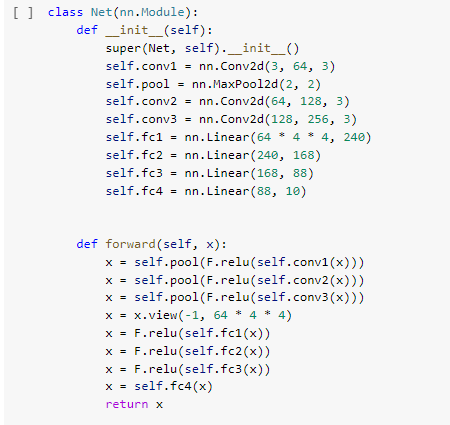 [ ] class Net(nn.Module):
    def __init__(self):
        super(Net, self).__init__()
        self.conv1 = nn.Conv2d(3, 64, 3)
        self.pool = nn.MaxPool2d(2, 2)
        self.conv2 = nn.Conv2d(64, 128, 3)
        self.conv3 = nn.Conv2d(128, 256, 3)
        self.fc1 = nn.Linear(64 * 4 * 4, 240)
        self.fc2 = nn.Linear(240, 168)
        self.fc3 = nn.Linear(168, 88)
        self.fc4 = nn.Linear(88, 10)
    def forward(self, x):
        x = self.pool(F.relu(self.conv1(x)))
        x = self.pool(F.relu(self.conv2(x)))
        x = self.pool(F.relu(self.conv3(x)))
        x = x.view(-1, 64 * 4 * 4)
        x = F.relu(self.fc1(x))
        x = F.relu(self.fc2(x))
        x = F.relu(self.fc3(x))
        x = self.fc4(x)
        return x